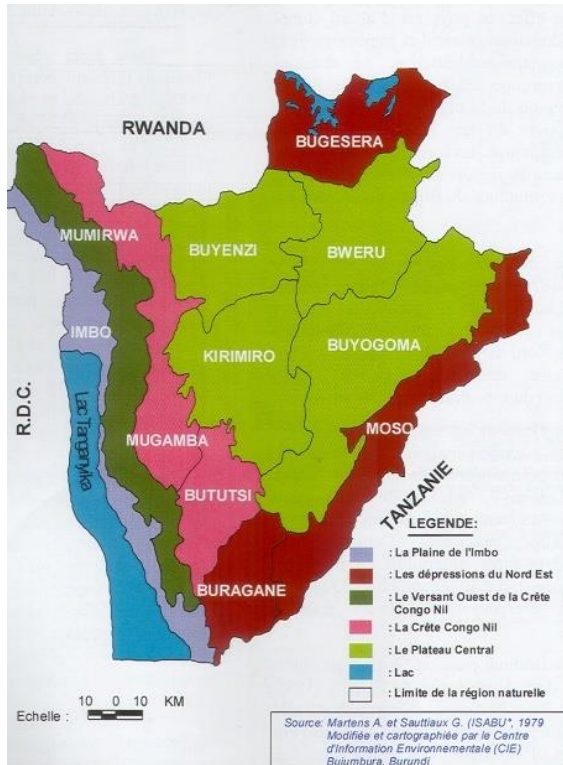 RWANDA
BUGESERA
MUMIRWA
BUYENZI
BWERU
IMBO
KIRIMIRO
BUYOGOMA
R.D.C.
Lac Tanganyika
MUGAMBA
MOSO
BUTUTSI
TANZANIE
BURAGANE
LEGENDE:
: La Plaine de l'Imbo
: Les dépressions du Nord Est
: Le Versant Ouest de la Crête
Congo Nil
: La Crête Congo Nil
: Le Plateau Central
: Lac
: Limite de la région naturelle
10 0 10 KM
Echelle :
Source: Martens A. et Sauttiaux G. (ISABU*, 1979
Modifiée et cartographiée par le Centre
d'Information Environnementale (CIE)
Bujumbura, Burundi